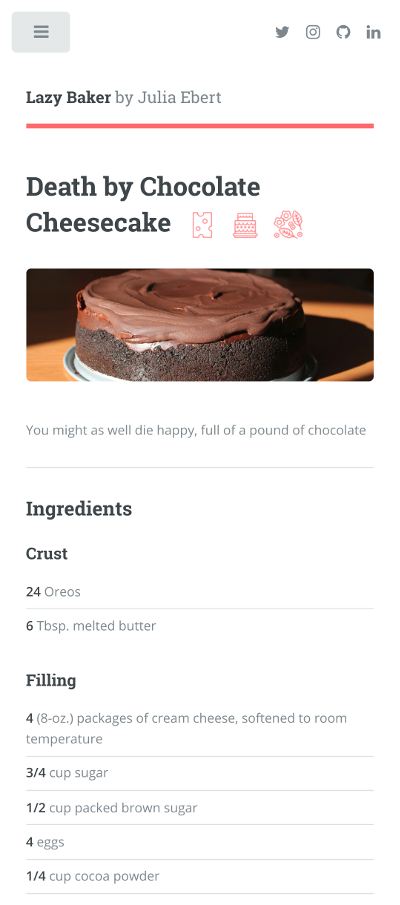 Lazy Baker by Julia Ebert
Death by Chocolate
Cheesecake
You might as well die happy, full of a pound of chocolate
Ingredients
Crust
24 Oreos
6 Tbsp. melted butter
Filling
4 (8-oz.) packages of cream cheese, softened to room
temperature
3/4 cup sugar
1/2 cup packed brown sugar
4 eggs
1/4 cup cocoa powder